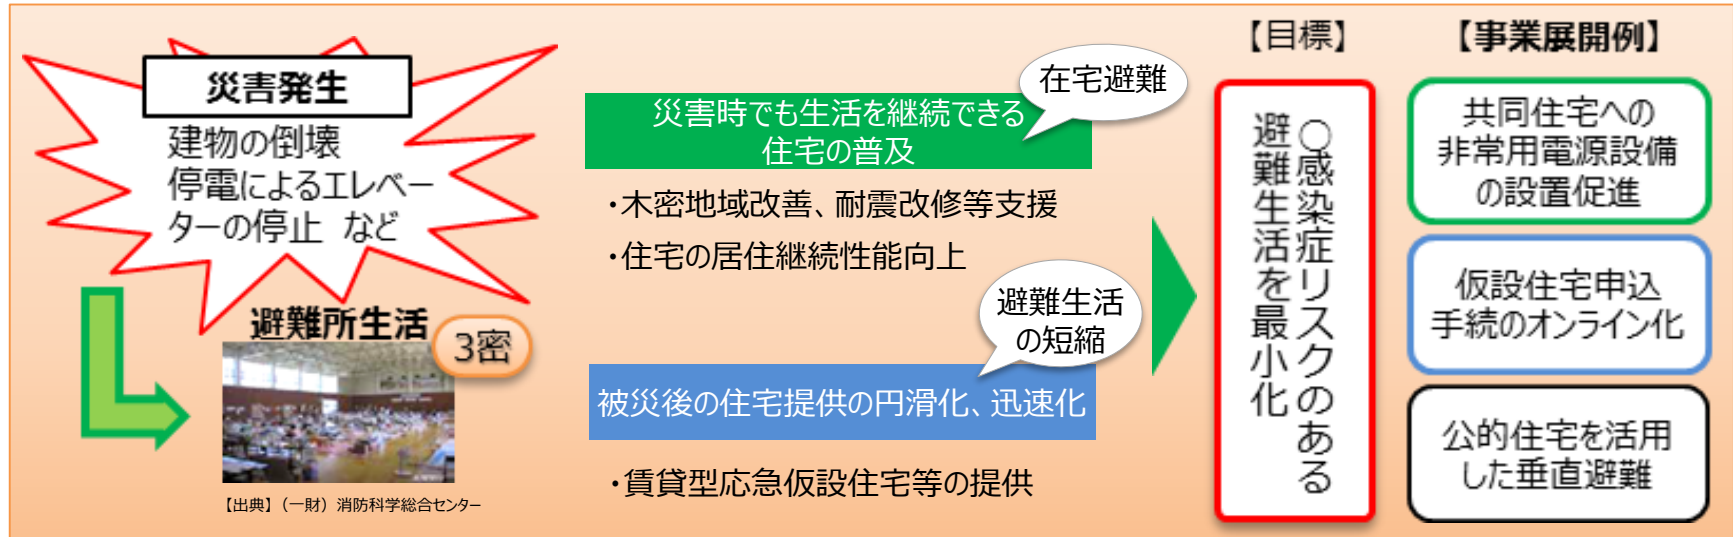 災害発生
建物の倒壊
停電によるエレベー
ターの停止 など
避難所生活
3密
【出典】（一財）消防科学総合センター
在宅避難
災害時でも生活を継続できる
住宅の普及
・木密地域改善、耐震改修等支援
・住宅の居住継続性能向上
避難生活
の短縮
被災後の住宅提供の円滑化、迅速化
・賃貸型応急仮設住宅等の提供
【目標】
○感染症リスクのある
避難生活を最小化
【事業展開例】
共同住宅への
非常用電源設備
の設置促進
仮設住宅申込
手続のオンライン化
公的住宅を活用
した垂直避難